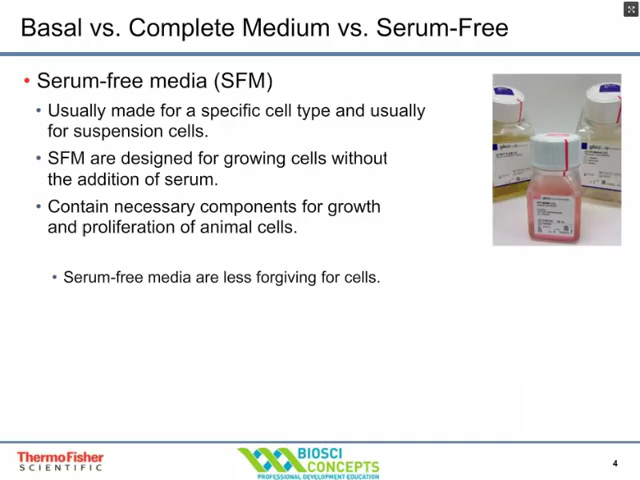 Basal vs. Complete Medium vs. Serum-Free
• Serum-free media (SFM)
• Usually made for a specific cell type and usually
for suspension cells.
• SFM are designed for growing cells without
the addition of serum.
• Contain necessary components for growth
and proliferation of animal cells.
• Serum-free media are less forgiving for cells.
gibco
ThermoFisher
SCIENTIFIC
BIOSCI
CONCEPTS
PROFESSIONAL DEVELOPMENT EDUCATION
4